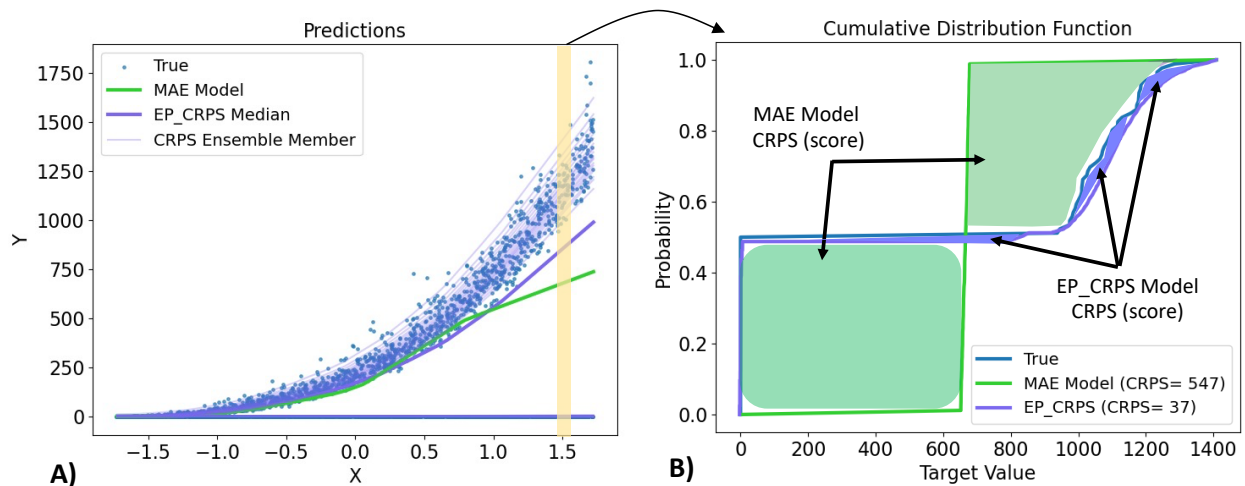 Predictions
True
MAE Model
EP_CRPS Median
CRPS Ensemble Member
1750
1500
1250
1000
750
500
250
0
Y
−1.5
−1.0
−0.5
0.0
0.5
1.0
1.5
X
A)
Cumulative Distribution Function
MAE Model
CRPS (score)
EP_CRPS Model
CRPS (score)
True
MAE Model (CRPS= 547)
EP_CRPS (CRPS= 37)
1.0
0.8
0.6
0.4
0.2
0.0
Probability
0
200
400
600
800
1000
1200
1400
Target Value
B)